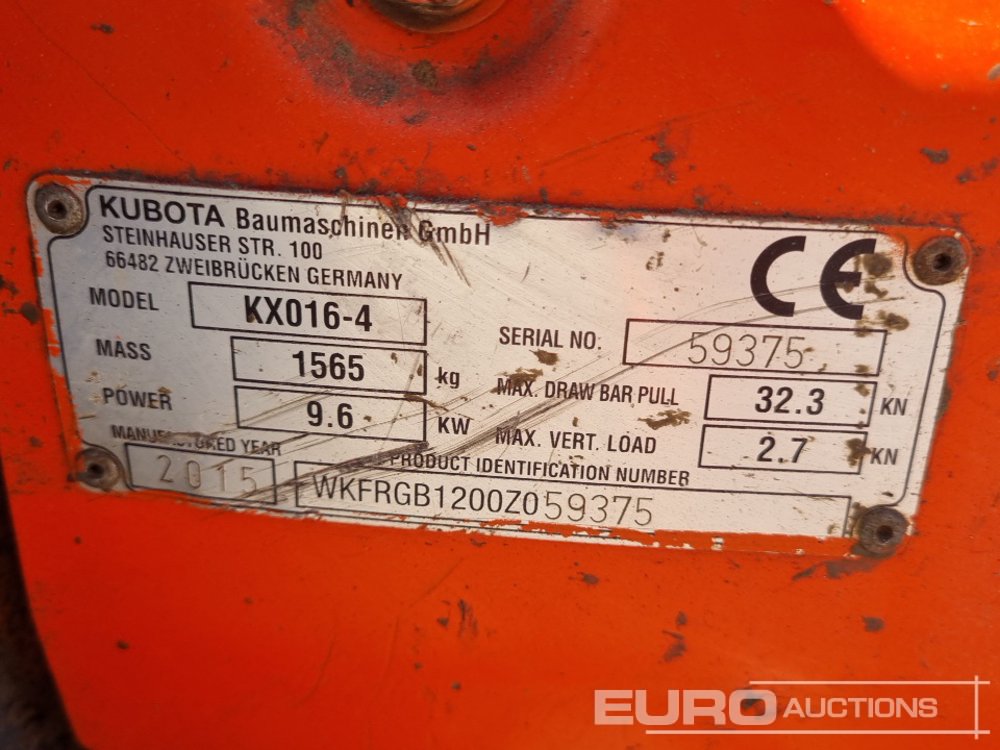 KUBOTA Baumaschinen GmbH
STEINHAUSER STR. 100
66482 ZWEIBRÜCKEN GERMANY
CE
MODEL KX016-4
MASS 1565 kg
POWER 9.6 KW
SERIAL NO: 59375
MAX. DRAW BAR PULL 32.3 KN
MAX. VERT. LOAD 2.7 KN
MANUFACTURED YEAR
2015
PRODUCT IDENTIFICATION NUMBER
WKFRGB1200Z059375
EURO AUCTIONS